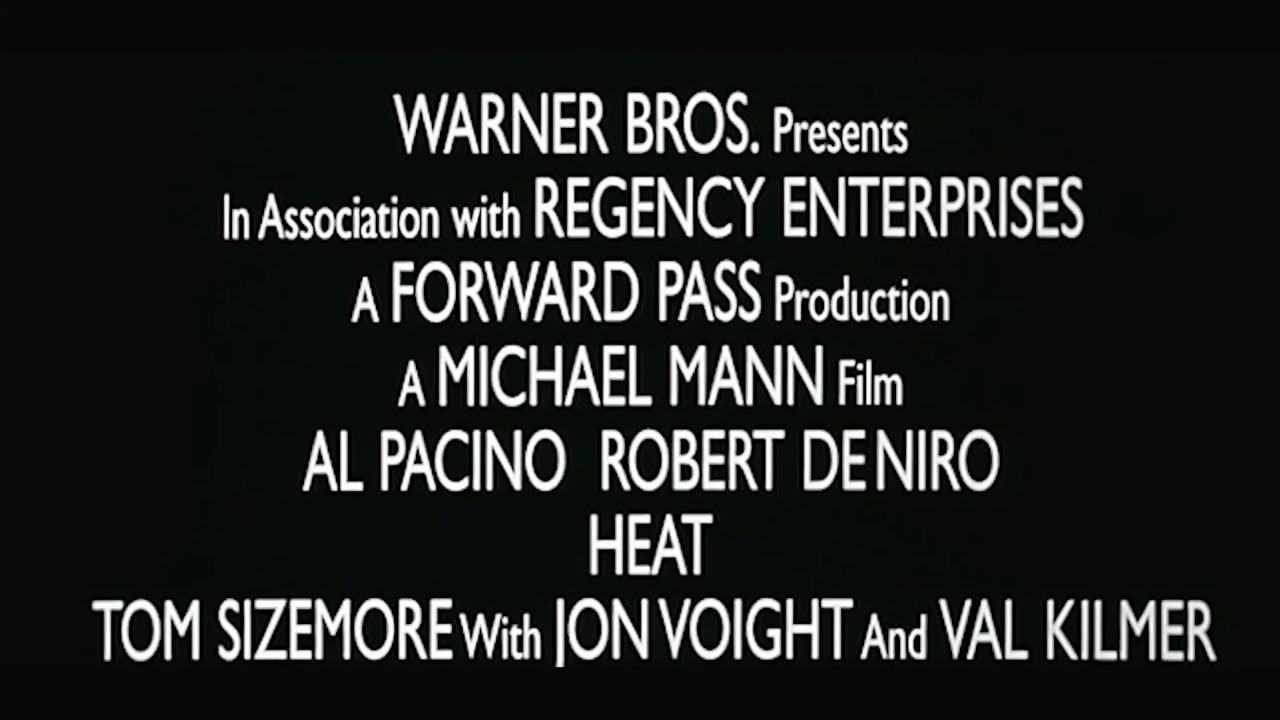 WARNER BROS. Presents
In Association with REGENCY ENTERPRISES
A FORWARD PASS Production
A MICHAEL MANN Film
AL PACINO ROBERT DE NIRO
HEAT
TOM SIZEMORE With JON VOIGHT And VAL KILMER